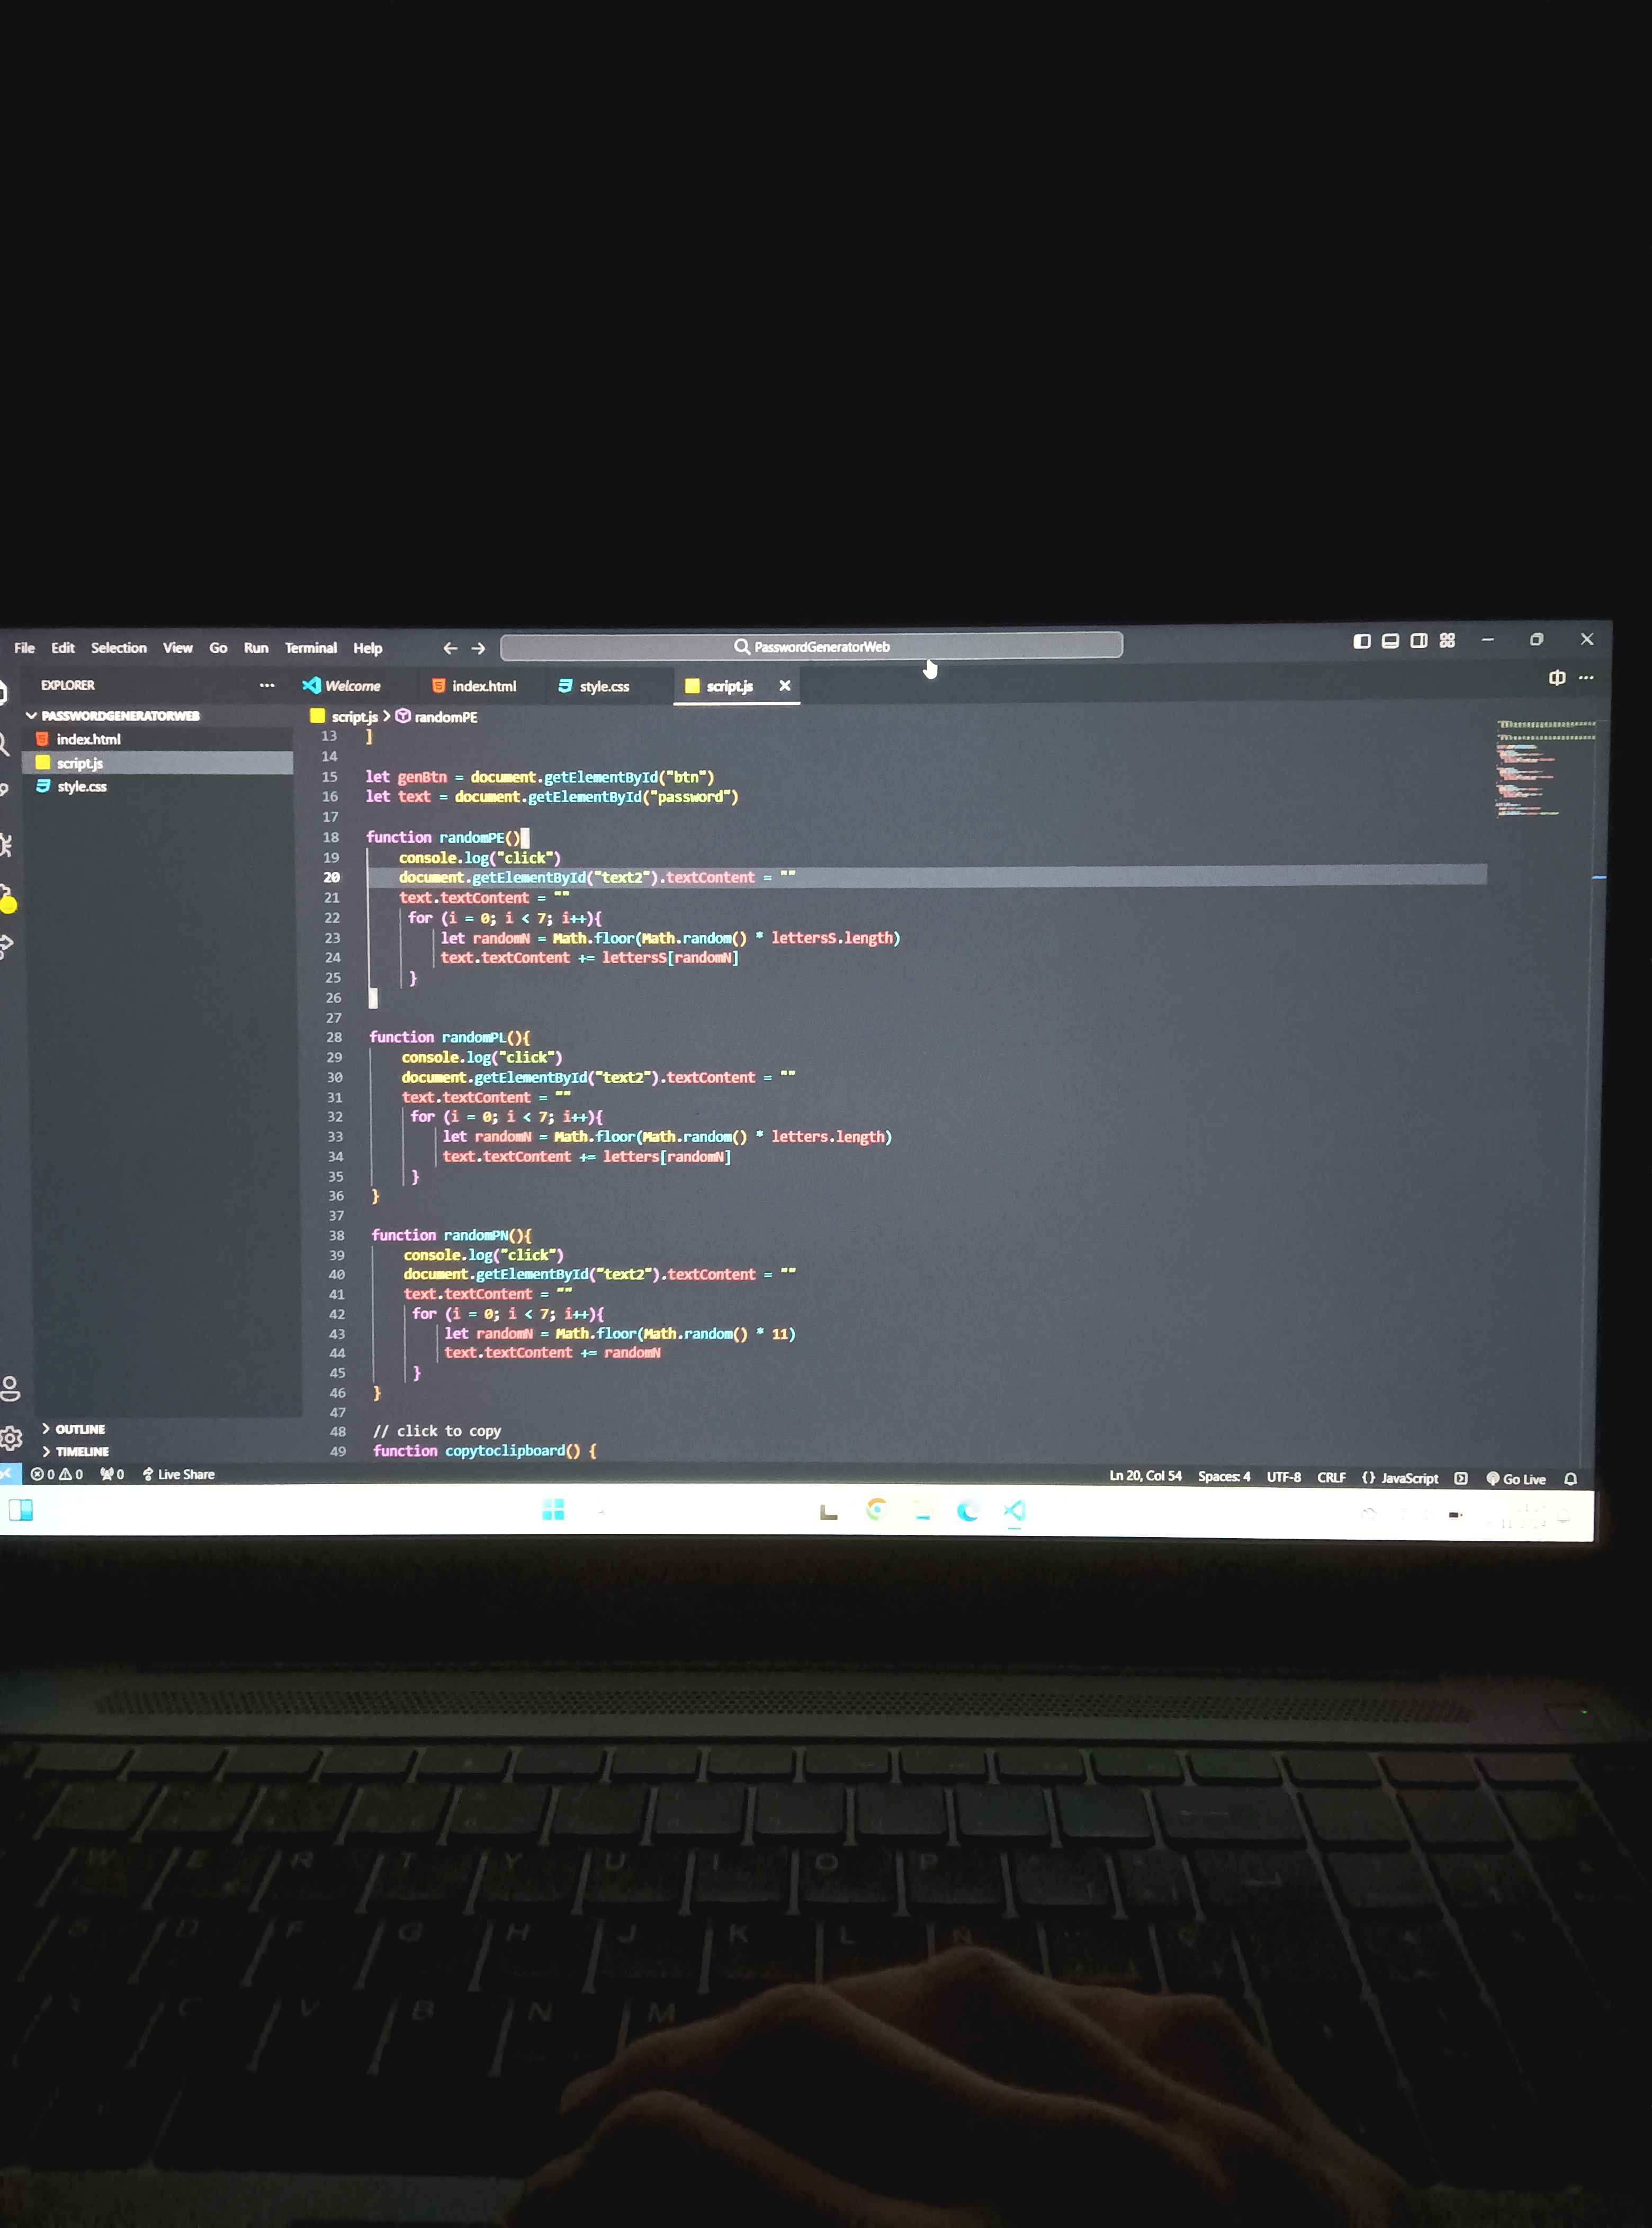 File Edit Selection View Go Run Terminal Help
PasswordGeneratorWeb
EXPLORER
Welcome
index.html
style.css
script.js
PASSWORDGENERATORWEB
index.html
script.js
style.css
script.js > randomPE
13 ]
14
15 let genBtn = document.getElementById("btn")
16 let text = document.getElementById("password")
17
18 function randomPE()
19 console.log("click")
20 document.getElementById("text2").textContent = ""
21 text.textContent = ""
22 for (i = 0; i < 7; i++){
23 let randomN = Math.floor(Math.random() * lettersS.length)
24 text.textContent += lettersS[randomN]
25 }
26
27
28 function randomPL(){
29 console.log("click")
30 document.getElementById("text2").textContent = ""
31 text.textContent = ""
32 for (i = 0; i < 7; i++){
33 let randomN = Math.floor(Math.random() * letters.length)
34 text.textContent += letters[randomN]
35 }
36 }
37
38 function randomPN(){
39 console.log("click")
40 document.getElementById("text2").textContent = ""
41 text.textContent = ""
42 for (i = 0; i < 7; i++){
43 let randomN = Math.floor(Math.random() * 11)
44 text.textContent += randomN
45 }
46 }
47
48 // click to copy
49 function copytoclipboard() {
OUTLINE
TIMELINE
0 0 0 Live Share
Ln 20, Col 54 Spaces: 4 UTF-8 CRLF {} JavaScript Go Live
W E R T Y U I O P
S D F G H J K L Ñ
X C V B N M